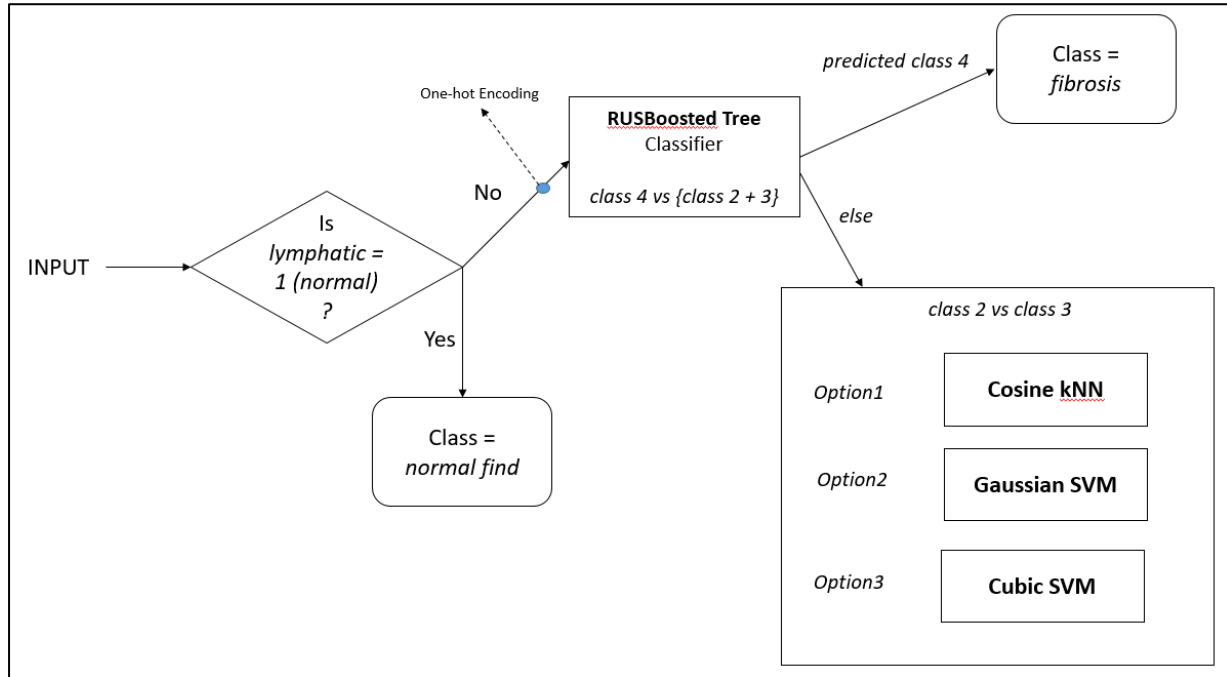 INPUT
Is
lymphatic =
1 (normal)
?
Yes
Class =
normal find
No
One-hot Encoding
RUSBoosted Tree
Classifier
class 4 vs {class 2 + 3}
predicted class 4
Class =
fibrosis
else
class 2 vs class 3
Option1
Cosine kNN
Option2
Gaussian SVM
Option3
Cubic SVM